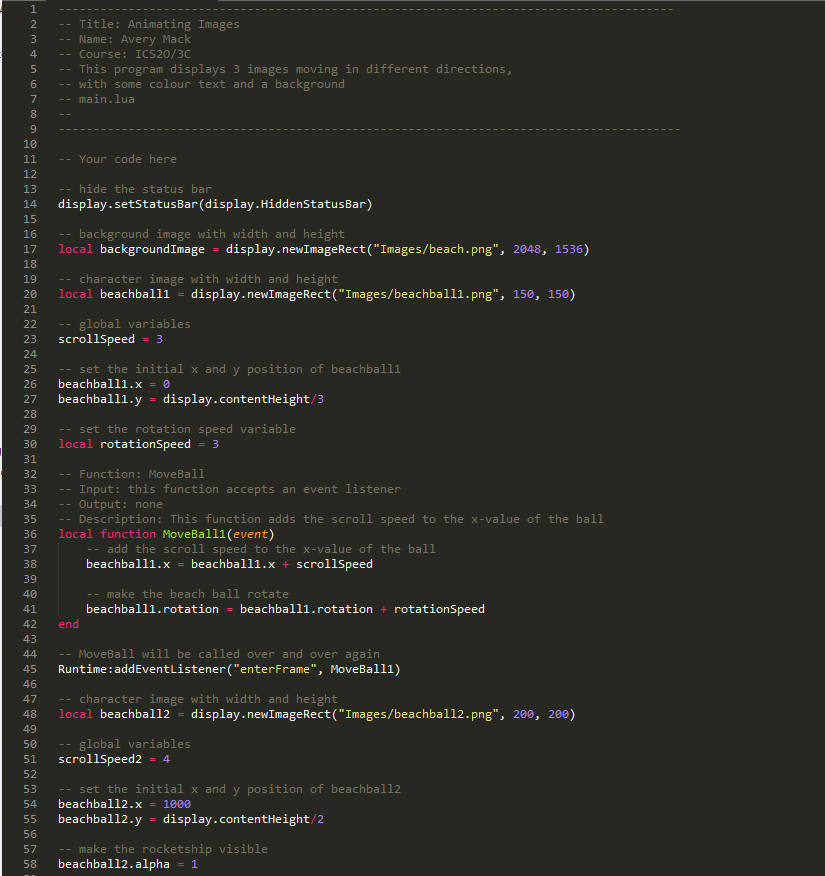 1 ----------------------------------------------------------------------------------------
2 -- Title: Animating Images
3 -- Name: Avery Mack
4 -- Course: ICS2O/3C
5 -- This program displays 3 images moving in different directions,
6 -- with some colour text and a background
7 -- main.lua
8 --
9 -----------------------------------------------------------------------------------------
10
11 -- Your code here
12
13 -- hide the status bar
14 display.setStatusBar(display.HiddenStatusBar)
15
16 -- background image with width and height
17 local backgroundImage = display.newImageRect("Images/beach.png", 2048, 1536)
18
19 -- character image with width and height
20 local beachball1 = display.newImageRect("Images/beachball1.png", 150, 150)
21
22 -- global variables
23 scrollSpeed = 3
24
25 -- set the initial x and y position of beachball1
26 beachball1.x = 0
27 beachball1.y = display.contentHeight/3
28
29 -- set the rotation speed variable
30 local rotationSpeed = 3
31
32 -- Function: MoveBall
33 -- Input: this function accepts an event listener
34 -- Output: none
35 -- Description: This function adds the scroll speed to the x-value of the ball
36 local function MoveBall1(event)
37     -- add the scroll speed to the x-value of the ball
38     beachball1.x = beachball1.x + scrollSpeed
39
40     -- make the beach ball rotate
41     beachball1.rotation = beachball1.rotation + rotationSpeed
42 end
43
44 -- MoveBall will be called over and over again
45 Runtime:addEventListener("enterFrame", MoveBall1)
46
47 -- character image with width and height
48 local beachball2 = display.newImageRect("Images/beachball2.png", 200, 200)
49
50 -- global variables
51 scrollSpeed2 = 4
52
53 -- set the initial x and y position of beachball2
54 beachball2.x = 1000
55 beachball2.y = display.contentHeight/2
56
57 -- make the rocketship visible
58 beachball2.alpha = 1